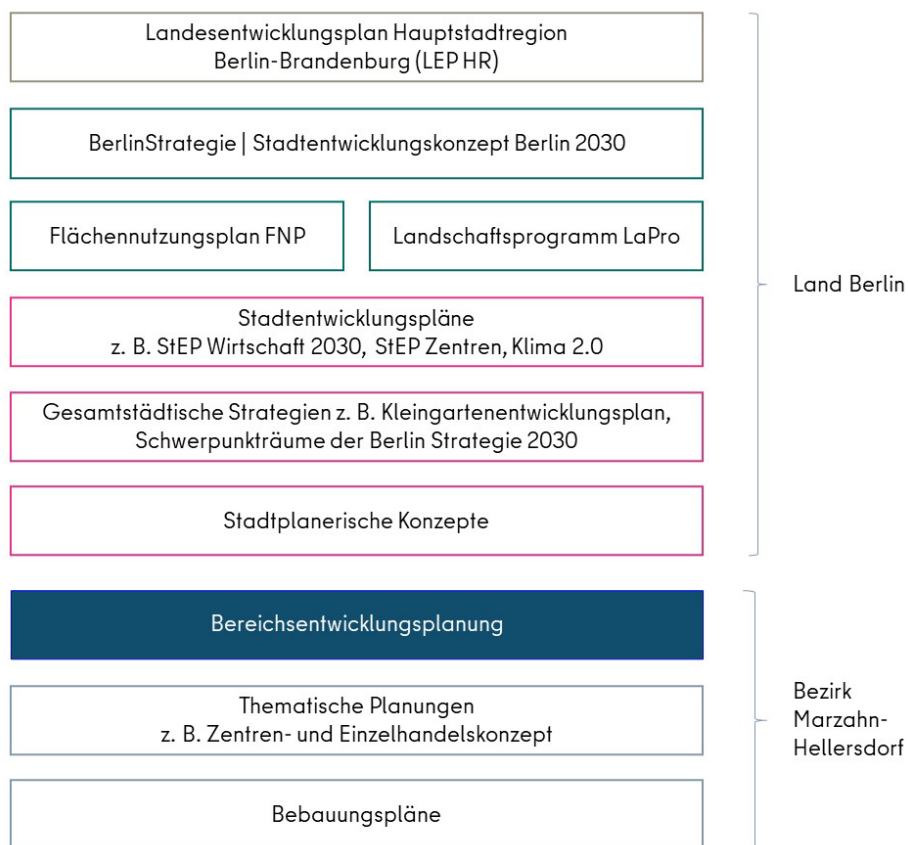 Landesentwicklungsplan Hauptstadtregion
Berlin-Brandenburg (LEP HR)
BerlinStrategie | Stadtentwicklungskonzept Berlin 2030
Flächennutzungsplan FNP
Landschaftsprogramm LaPro
Land Berlin
Stadtentwicklungspläne
z. B. StEP Wirtschaft 2030, StEP Zentren, Klima 2.0
Gesamtstädtische Strategien z. B. Kleingartenentwicklungsplan,
Schwerpunkträume der Berlin Strategie 2030
Stadtplanerische Konzepte
Bereichsentwicklungsplanung
Thematische Planungen
z. B. Zentren- und Einzelhandelskonzept
Bezirk
Marzahn-
Hellersdorf
Bebauungspläne